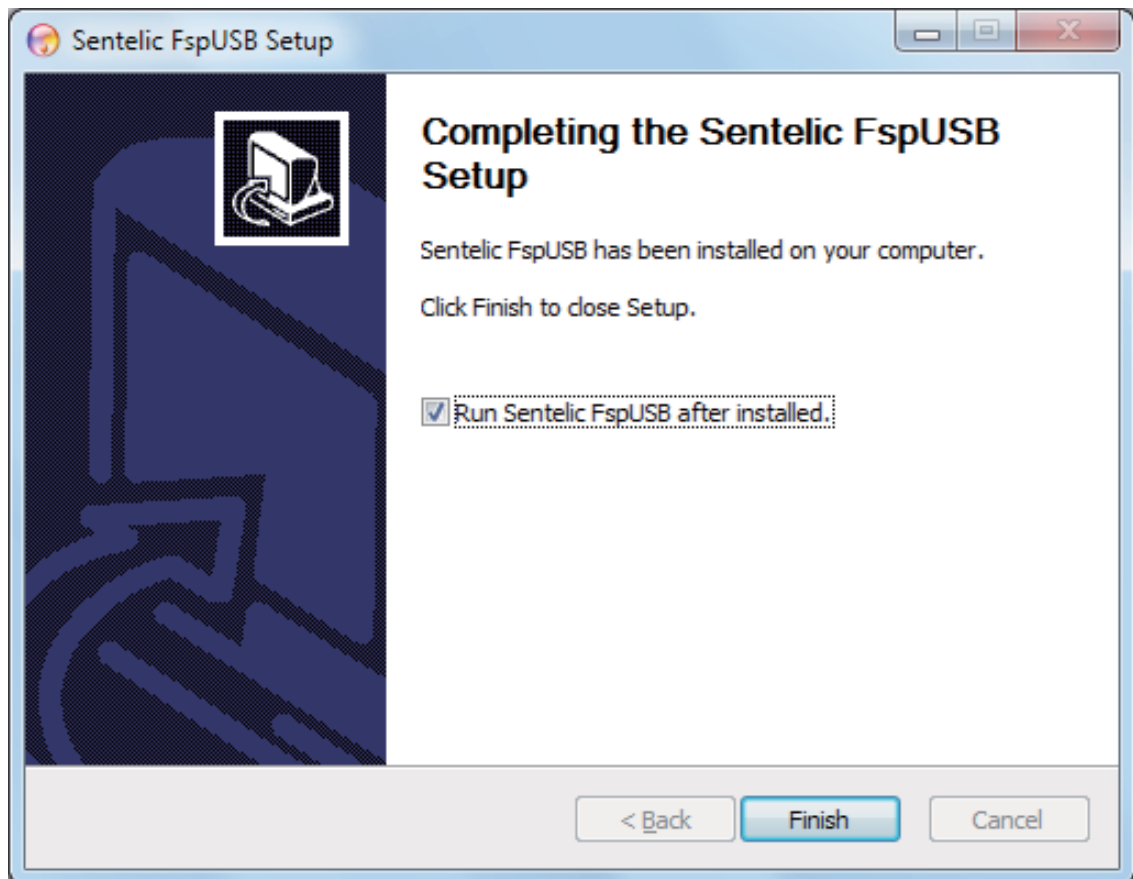 Sentelic FspUSB Setup
Completing the Sentelic FspUSB
Setup
Sentelic FspUSB has been installed on your computer.
Click Finish to close Setup.
Run Sentelic FspUSB after installed.
< Back Finish Cancel